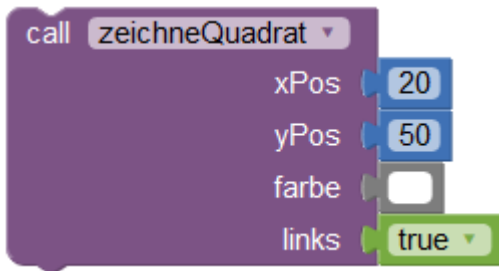 call zeichneQuadrat
xPos 20
yPos 50
farbe
links true